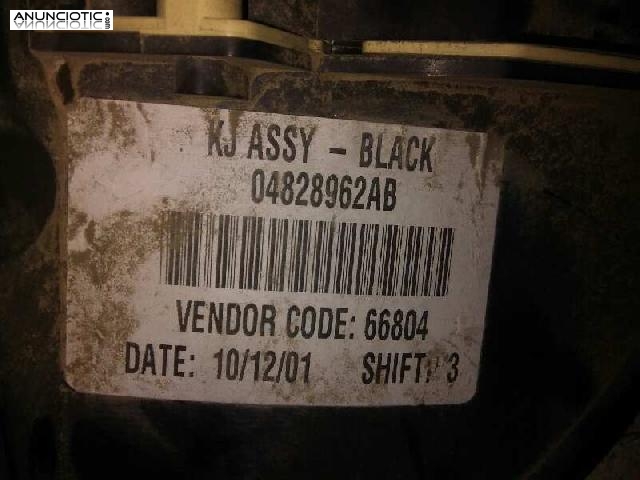 ANUNCIOTIC.com
KJ ASSY - BLACK
04828962AB
VENDOR CODE: 66804
DATE: 10/12/01 SHIFT: 3